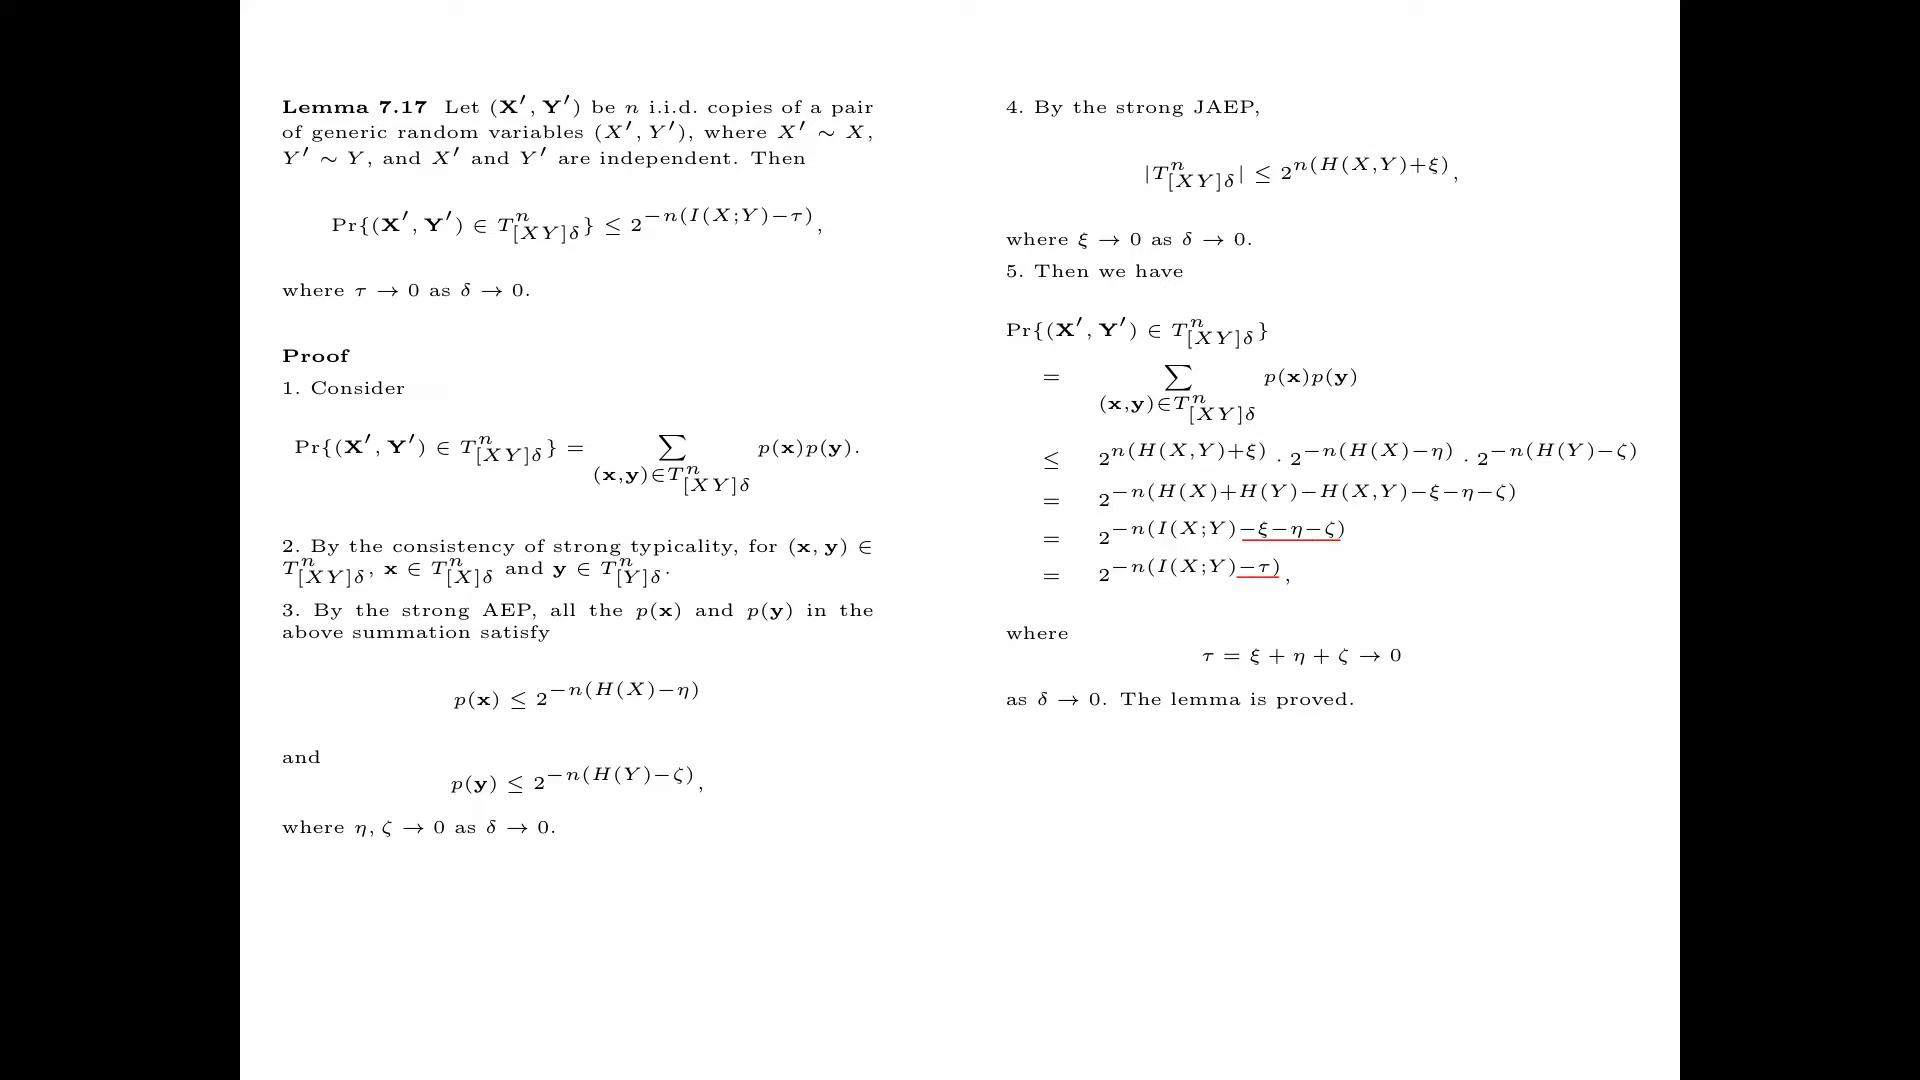 Lemma 7.17 Let (X′, Y′) be n i.i.d. copies of a pair
of generic random variables (X′, Y′), where X′ ∼ X,
Y′ ∼ Y, and X′ and Y′ are independent. Then
Pr{(X′, Y′) ∈ T^n_{[XY]δ}} ≤ 2^{−n(I(X;Y)−τ)},
where τ → 0 as δ → 0.
Proof
1. Consider
Pr{(X′, Y′) ∈ T^n_{[XY]δ}} = ∑_{(x,y)∈T^n_{[XY]δ}} p(x)p(y).
2. By the consistency of strong typicality, for (x, y) ∈
T^n_{[XY]δ}, x ∈ T^n_{[X]δ} and y ∈ T^n_{[Y]δ}.
3. By the strong AEP, all the p(x) and p(y) in the
above summation satisfy
p(x) ≤ 2^{−n(H(X)−η)}
and
p(y) ≤ 2^{−n(H(Y)−ζ)},
where η, ζ → 0 as δ → 0.
4. By the strong JAEP,
|T^n_{[XY]δ}| ≤ 2^{n(H(X,Y)+ξ)},
where ξ → 0 as δ → 0.
5. Then we have
Pr{(X′, Y′) ∈ T^n_{[XY]δ}}
= ∑_{(x,y)∈T^n_{[XY]δ}} p(x)p(y)
≤ 2^{n(H(X,Y)+ξ)} · 2^{−n(H(X)−η)} · 2^{−n(H(Y)−ζ)}
= 2^{−n(H(X)+H(Y)−H(X,Y)−ξ−η−ζ)}
= 2^{−n(I(X;Y)−ξ−η−ζ)}
= 2^{−n(I(X;Y)−τ)},
where
τ = ξ + η + ζ → 0
as δ → 0. The lemma is proved.